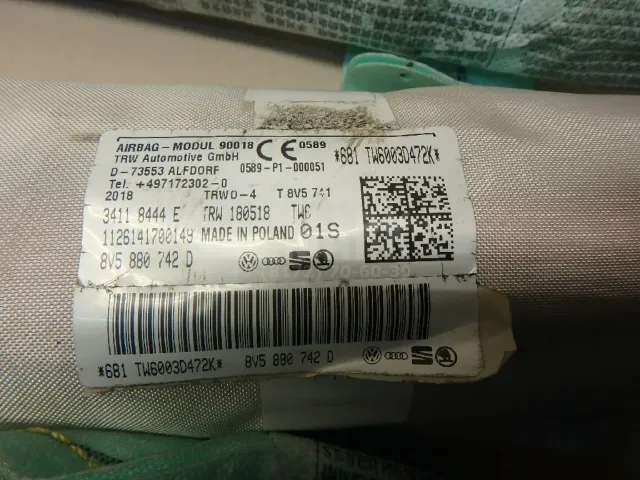 AIRBAG - MODUL 90018 CE 0589
TRW Automotive GmbH
D-73553 ALFDORF 0589-P1-000051
Tel. +497172302-0
2018 TRWO-4 T 8V5 741
3411 8444 E TRW 180518 TW6
1126141700149 MADE IN POLAND 01S
8V5 880 742 D
*681 TW6003D472K*
*681 TW6003D472K* 8V5 880 742 D